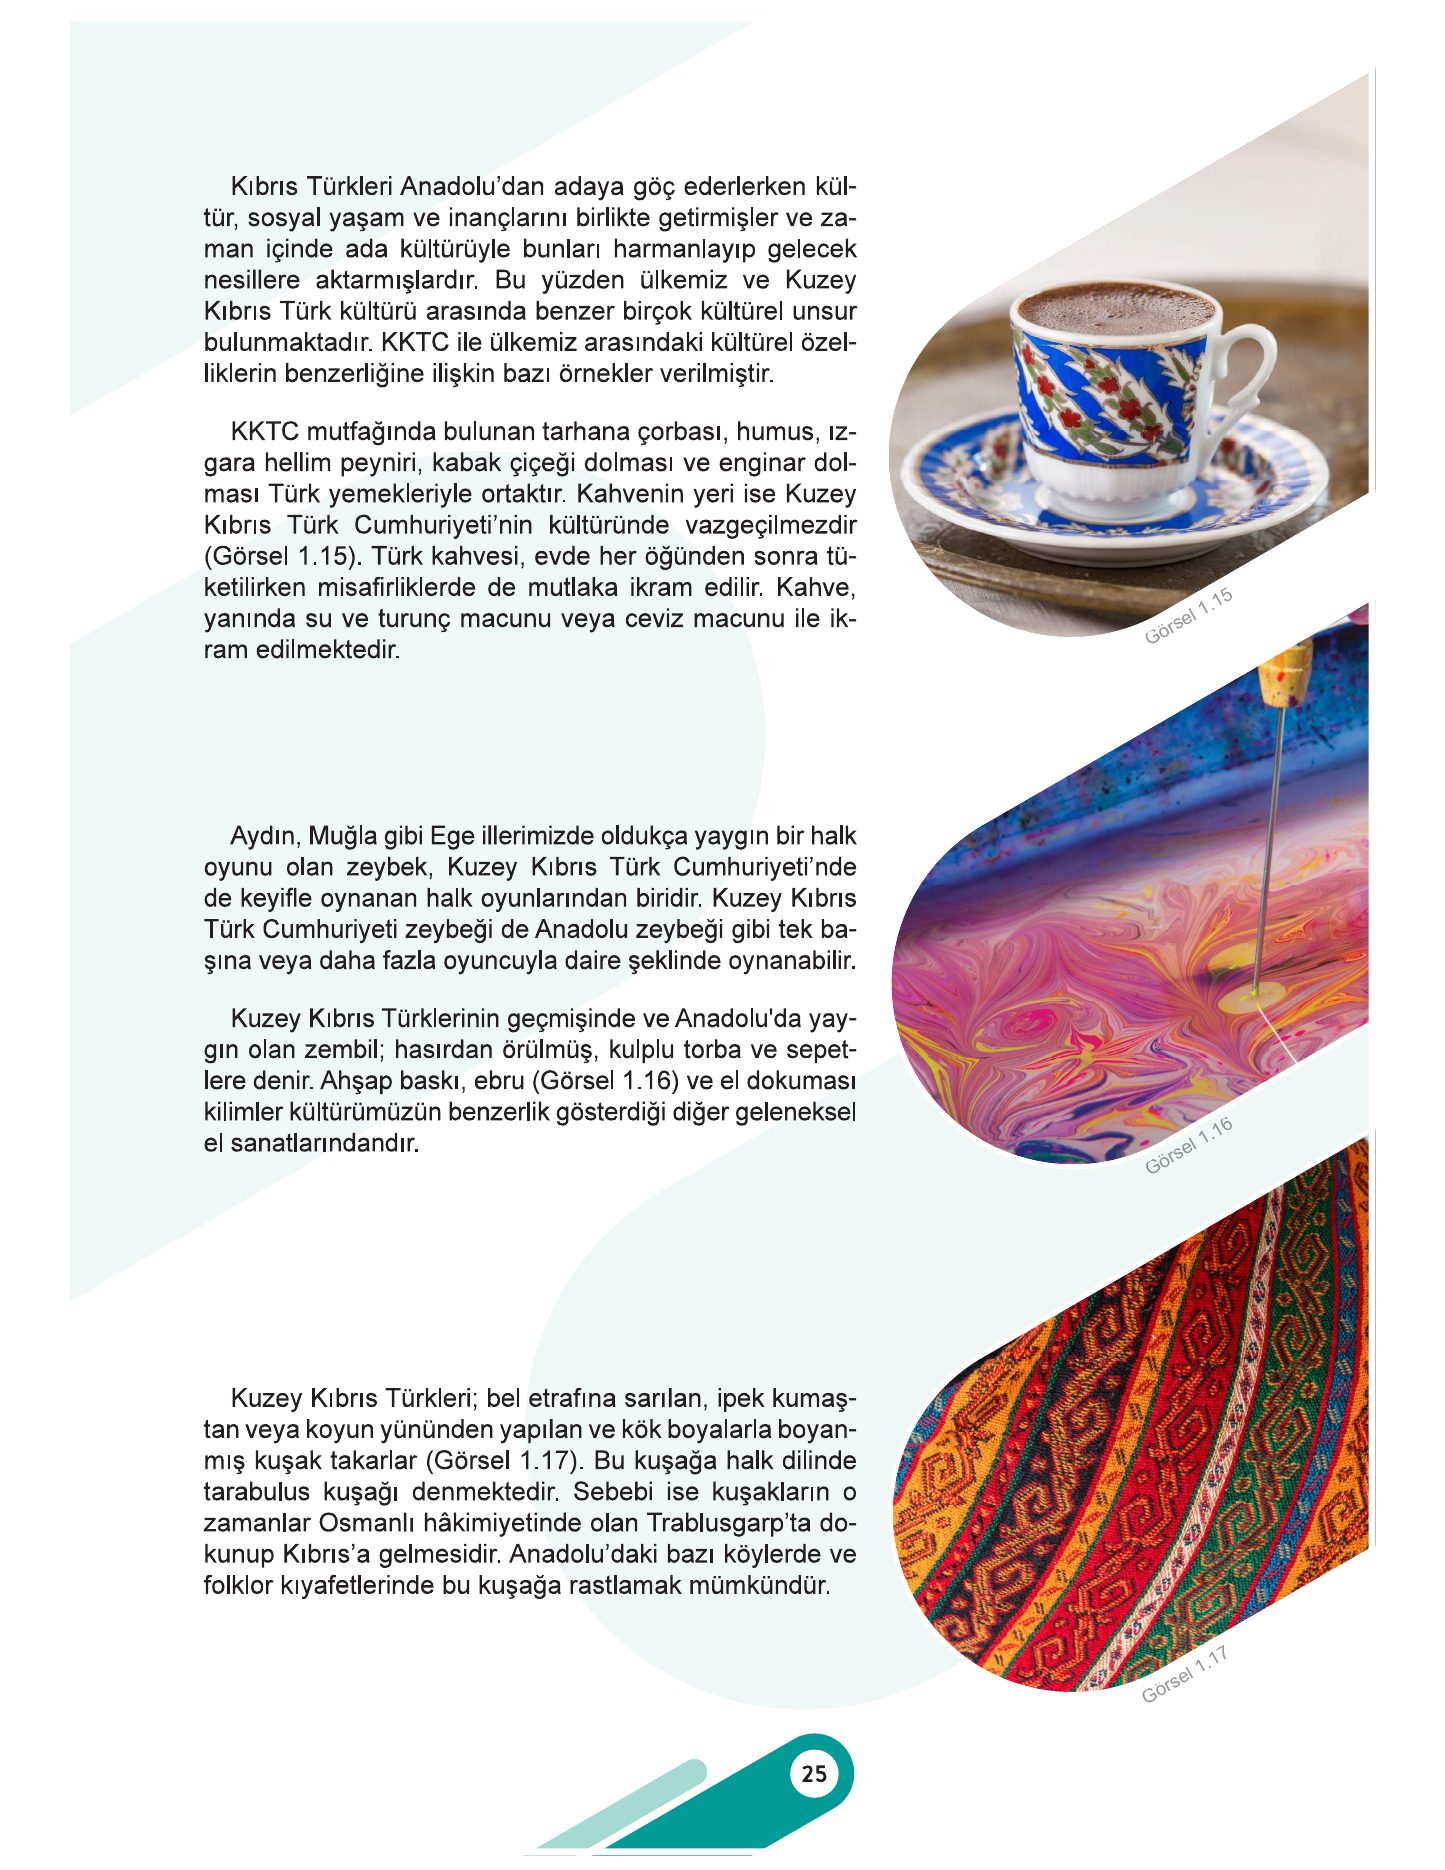 Kıbrıs Türkleri Anadolu’dan adaya göç ederlerken kül-
tür, sosyal yaşam ve inançlarını birlikte getirmişler ve za-
man içinde ada kültürüyle bunları harmanlayıp gelecek
nesillere aktarmışlardır. Bu yüzden ülkemiz ve Kuzey
Kıbrıs Türk kültürü arasında benzer birçok kültürel unsur
bulunmaktadır. KKTC ile ülkemiz arasındaki kültürel özel-
liklerin benzerliğine ilişkin bazı örnekler verilmiştir.
KKTC mutfağında bulunan tarhana çorbası, humus, ız-
gara hellim peyniri, kabak çiçeği dolması ve enginar dol-
ması Türk yemekleriyle ortaktır. Kahvenin yeri ise Kuzey
Kıbrıs Türk Cumhuriyeti’nin kültüründe vazgeçilmezdir
(Görsel 1.15). Türk kahvesi, evde her öğünden sonra tü-
ketilirken misafirliklerde de mutlaka ikram edilir. Kahve,
yanında su ve turunç macunu veya ceviz macunu ile ik-
ram edilmektedir.
Görsel 1.15
Aydın, Muğla gibi Ege illerimizde oldukça yaygın bir halk
oyunu olan zeybek, Kuzey Kıbrıs Türk Cumhuriyeti’nde
de keyifle oynanan halk oyunlarından biridir. Kuzey Kıbrıs
Türk Cumhuriyeti zeybeği de Anadolu zeybeği gibi tek ba-
şına veya daha fazla oyuncuyla daire şeklinde oynanabilir.
Kuzey Kıbrıs Türklerinin geçmişinde ve Anadolu'da yay-
gın olan zembil; hasırdan örülmüş, kulplu torba ve sepet-
lere denir. Ahşap baskı, ebru (Görsel 1.16) ve el dokuması
kilimler kültürümüzün benzerlik gösterdiği diğer geleneksel
el sanatlarındandır.
Görsel 1.16
Kuzey Kıbrıs Türkleri; bel etrafına sarılan, ipek kumaş-
tan veya koyun yününden yapılan ve kök boyalarla boyan-
mış kuşak takarlar (Görsel 1.17). Bu kuşağa halk dilinde
tarabulus kuşağı denmektedir. Sebebi ise kuşakların o
zamanlar Osmanlı hâkimiyetinde olan Trablusgarp’ta do-
kunup Kıbrıs’a gelmesidir. Anadolu’daki bazı köylerde ve
folklor kıyafetlerinde bu kuşağa rastlamak mümkündür.
Görsel 1.17
25